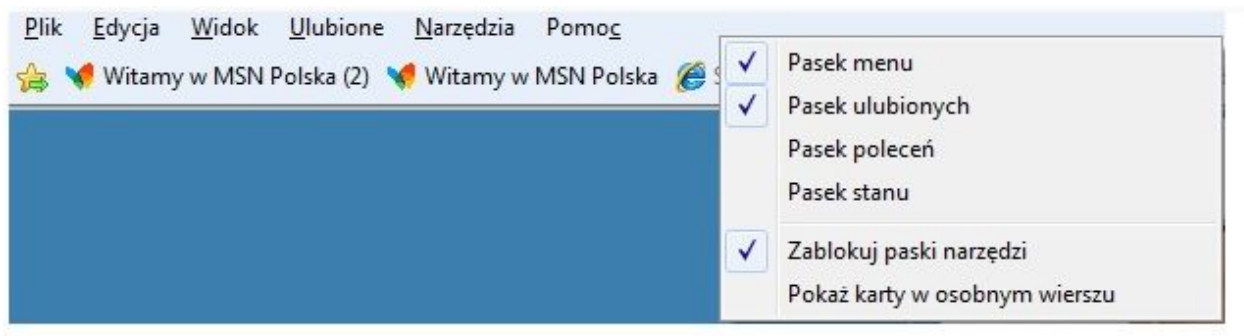 Plik Edycja Widok Ulubione Narzędzia Pomoc
Witamy w MSN Polska (2) Witamy w MSN Polska
Pasek menu
Pasek ulubionych
Pasek poleceń
Pasek stanu
Zablokuj paski narzędzi
Pokaż karty w osobnym wierszu